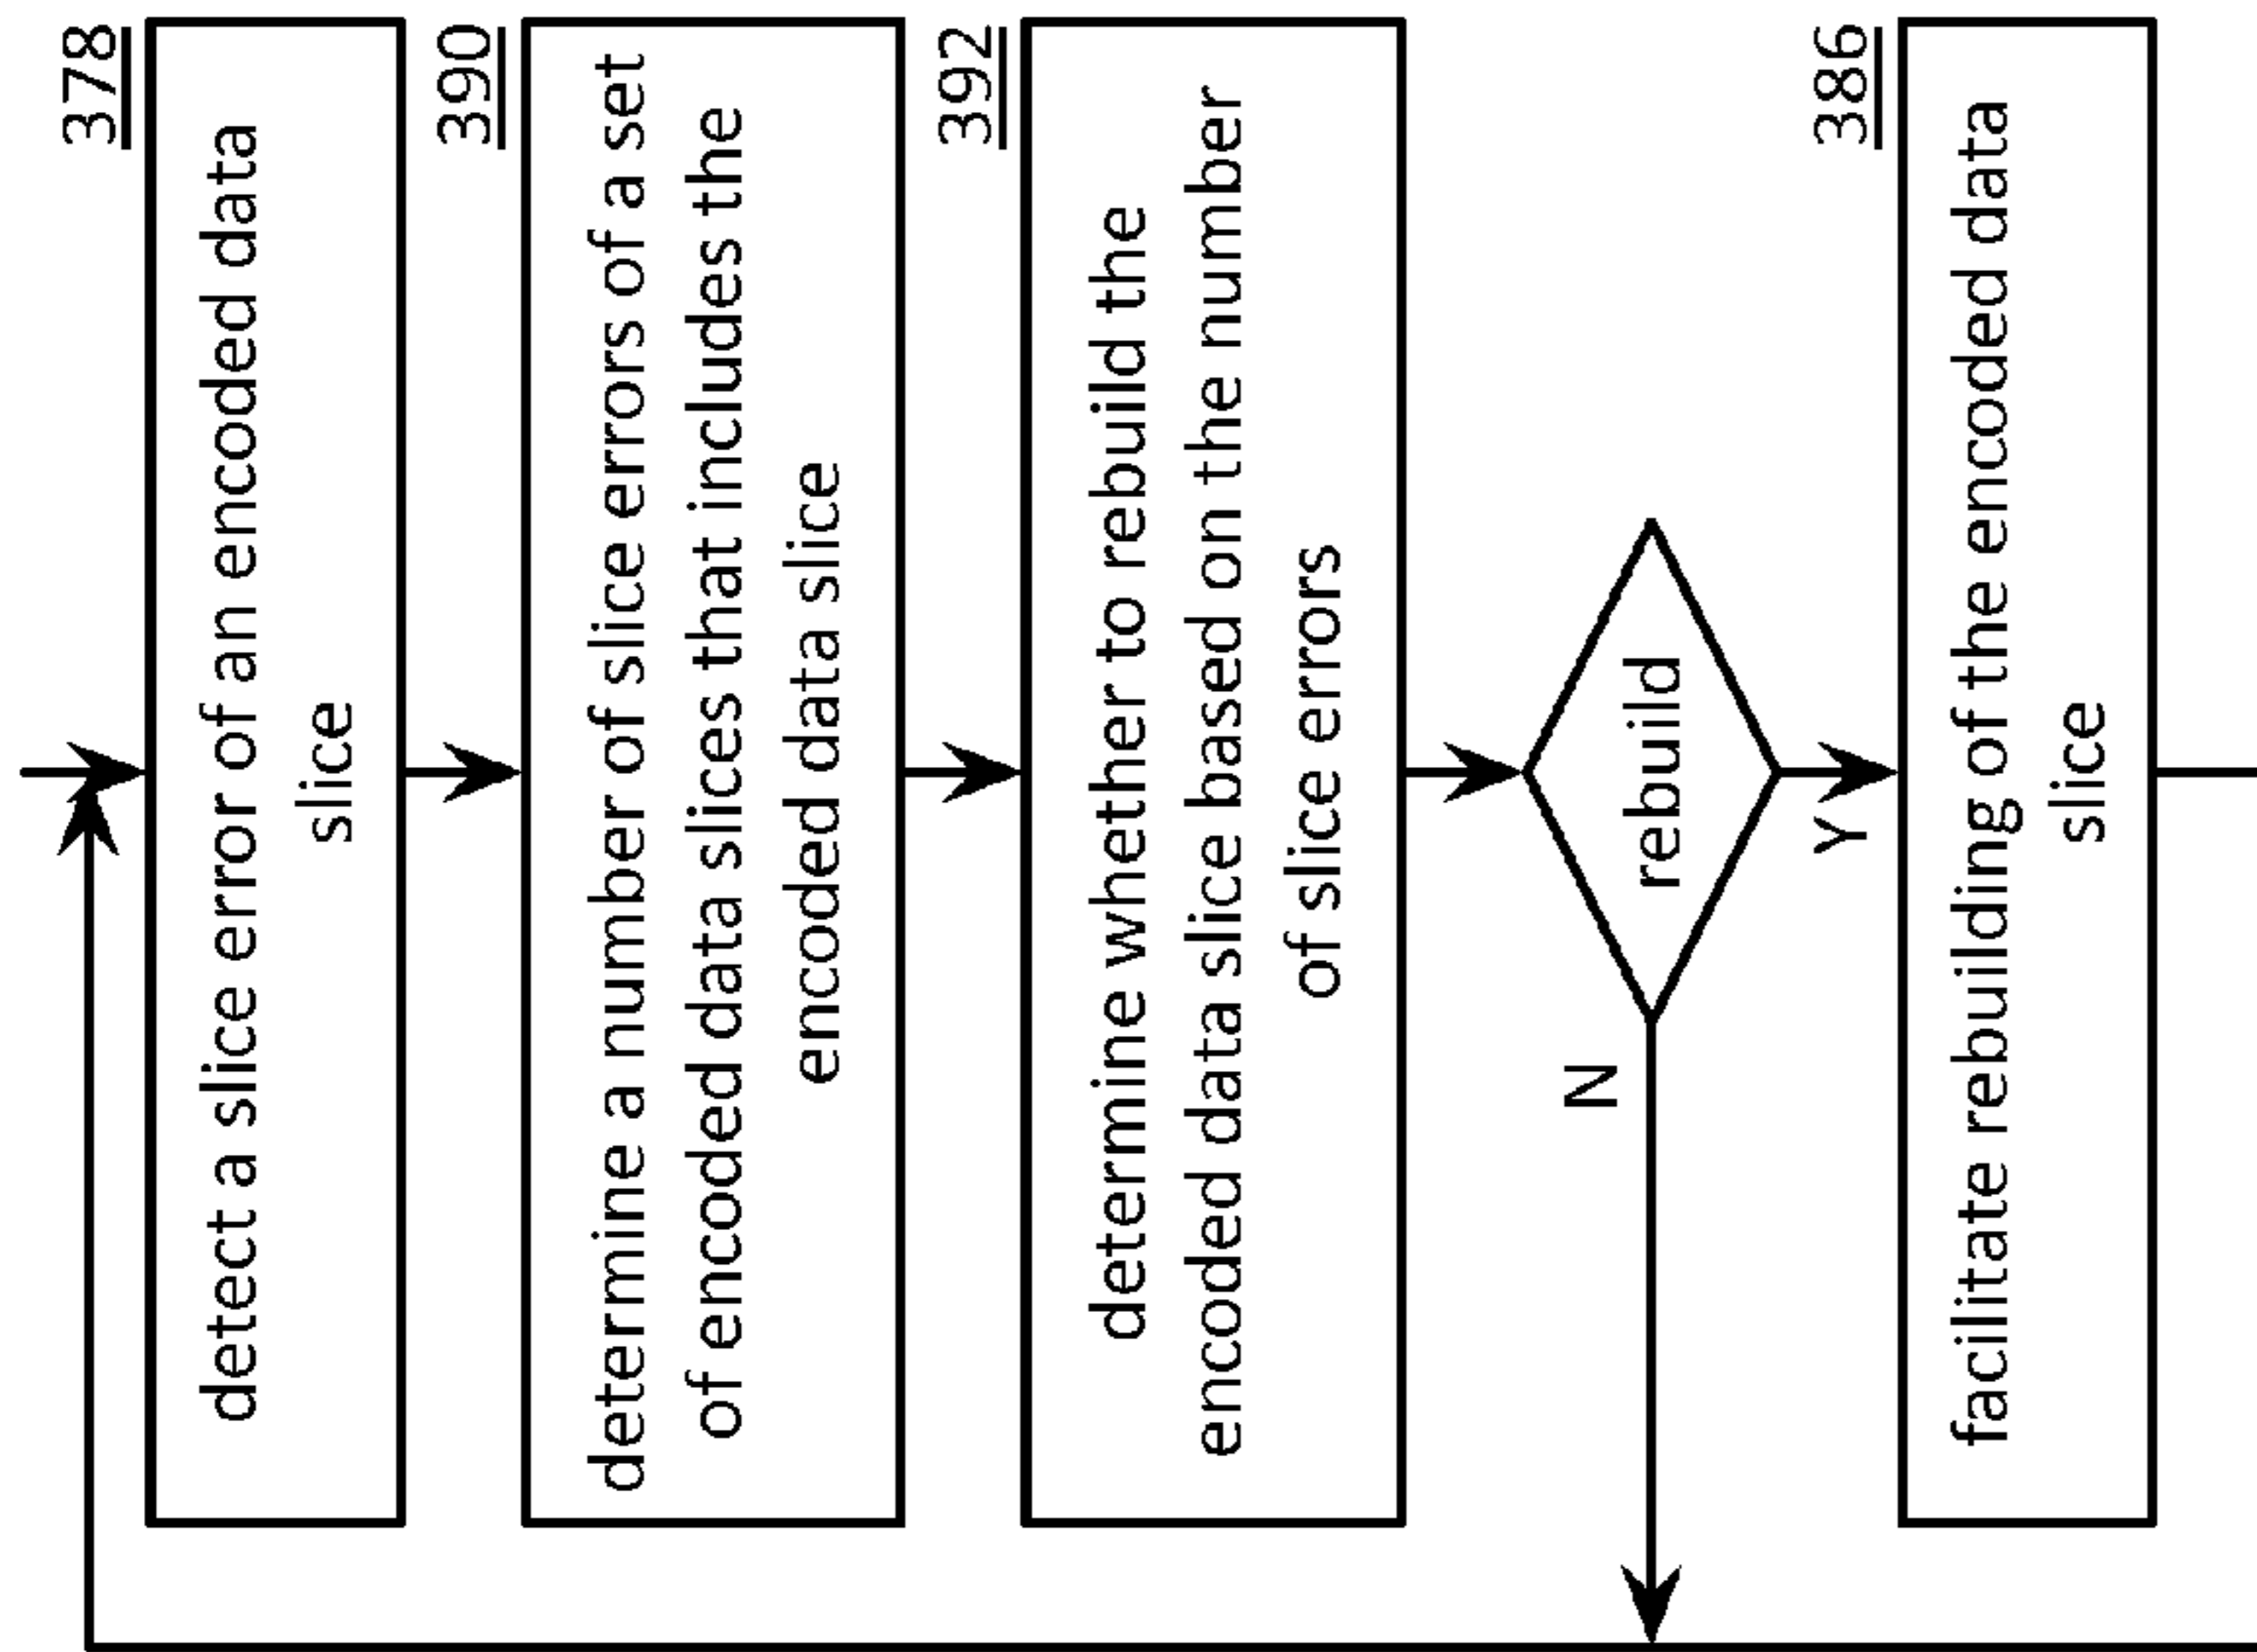 378
detect a slice error of an encoded data
slice
390
determine a number of slice errors of a set
of encoded data slices that includes the
encoded data slice
392
determine whether to rebuild the
encoded data slice based on the number
of slice errors
rebuild
N
Y
386
facilitate rebuilding of the encoded data
slice